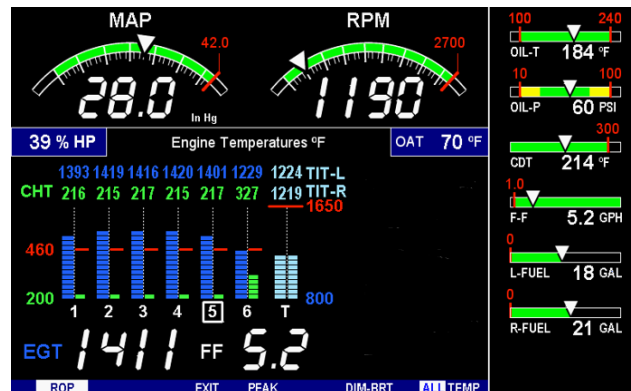 MAP
42.0
28.0 In Hg
RPM
2700
1190
39 % HP
Engine Temperatures ºF
OAT 70 ºF
1393 1419 1416 1420 1401 1229 1224 TIT-L
CHT 216 215 217 215 217 327 1219 TIT-R
1650
460
200
800
1 2 3 4 5 6 T
EGT 1411 FF 5.2
ROP EXIT PEAK DIM-BRT ALL TEMP
100 240
OIL-T 184 ºF
10 100
OIL-P 60 PSI
300
CDT 214 ºF
1.0
F-F 5.2 GPH
0
L-FUEL 18 GAL
0
R-FUEL 21 GAL